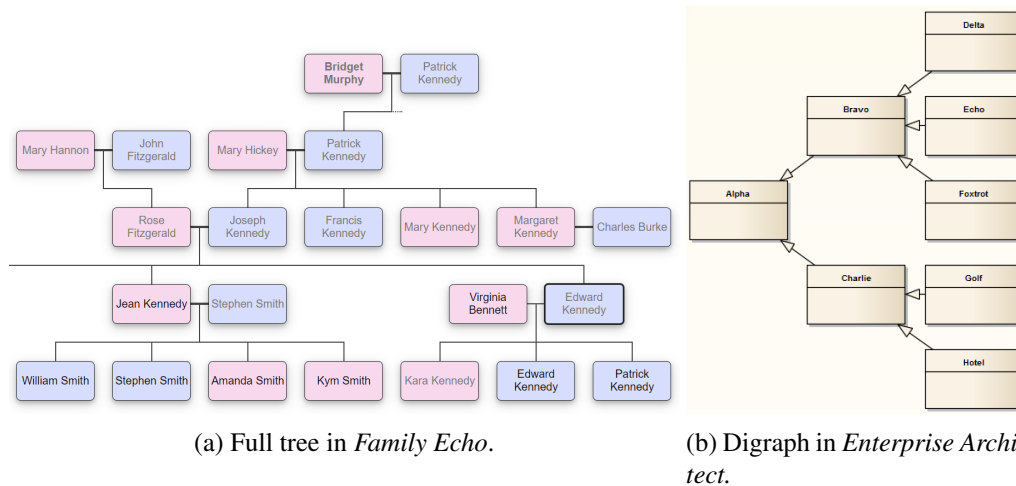 Bridget
Murphy
Patrick
Kennedy
Mary Hannon
John
Fitzgerald
Mary Hickey
Patrick
Kennedy
Rose
Fitzgerald
Joseph
Kennedy
Francis
Kennedy
Mary Kennedy
Margaret
Kennedy
Charles Burke
Jean Kennedy
Stephen Smith
Virginia
Bennett
Edward
Kennedy
William Smith
Stephen Smith
Amanda Smith
Kym Smith
Kara Kennedy
Edward
Kennedy
Patrick
Kennedy
(a) Full tree in Family Echo.
Delta
Bravo
Echo
Alpha
Foxtrot
Charlie
Golf
Hotel
(b) Digraph in Enterprise Archi-
tect.